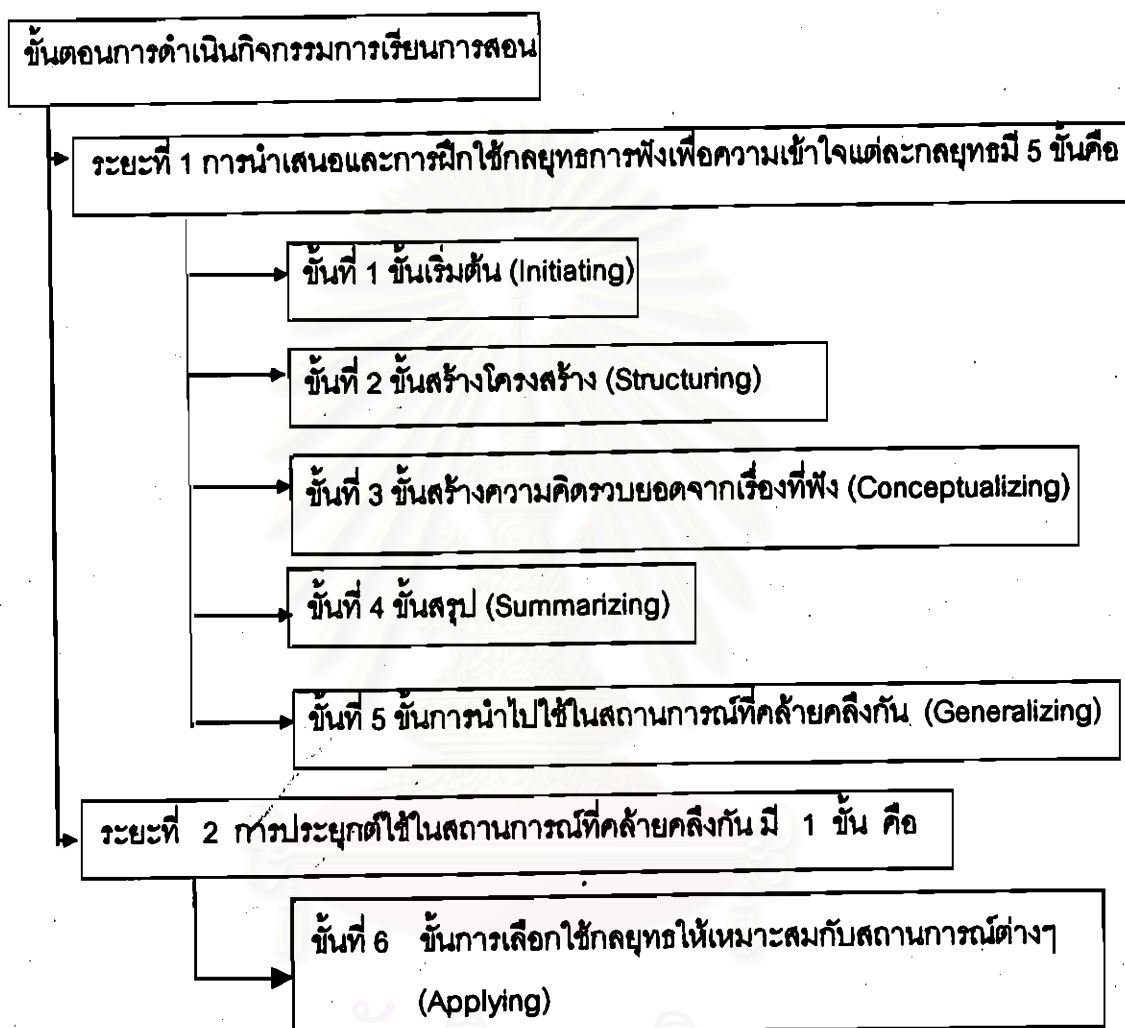 ขั้นตอนการดำเนินกิจกรรมการเรียนการสอน
ระยะที่ 1 การนำเสนอและการฝึกใช้กลยุทธการฟังเพื่อความเข้าใจแต่ละกลยุทธมี 5 ขั้นคือ
ขั้นที่ 1 ขั้นเริ่มต้น (Initiating)
ขั้นที่ 2 ขั้นสร้างโครงสร้าง (Structuring)
ขั้นที่ 3 ขั้นสร้างความคิดรวบยอดจากเรื่องที่ฟัง (Conceptualizing)
ขั้นที่ 4 ขั้นสรุป (Summarizing)
ขั้นที่ 5 ขั้นการนำไปใช้ในสถานการณ์ที่คล้ายคลึงกัน (Generalizing)
ระยะที่ 2 การประยุกต์ใช้ในสถานการณ์ที่คล้ายคลึงกัน มี 1 ขั้น คือ
ขั้นที่ 6 ขั้นการเลือกใช้กลยุทธให้เหมาะสมกับสถานการณ์ต่างๆ
(Applying)